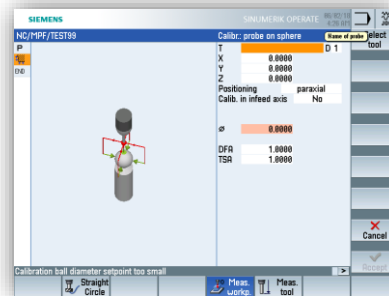 SIEMENS
SINUMERIK OPERATE
NC/MPF/TEST99
Calibr.: probe on sphere
Name of probe
Select
tool
P
T
D 1
X 0.0000
Y 0.0000
END
Z 0.0000
Positioning paraxial
Calib. in infeed axis No
ø 0.0000
DFA 1.0000
TSA 1.0000
Cancel
Accept
Calibration ball diameter setpoint too small
Straight
Circle
Meas.
workp.
Meas.
tool